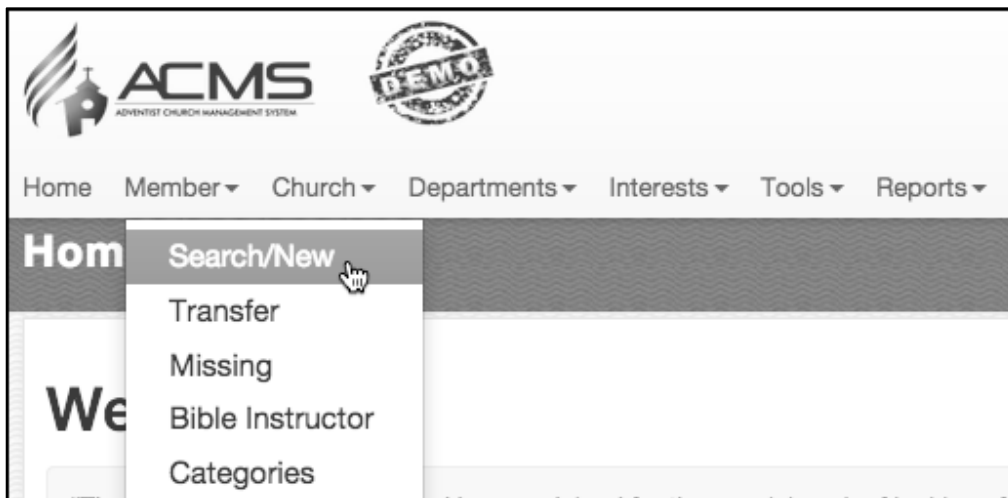 ACMS
ADVENTIST CHURCH MANAGEMENT SYSTEM
DEMO
Home Member Church Departments Interests Tools Reports
Hom
Search/New
Transfer
Missing
We
Bible Instructor
Categories